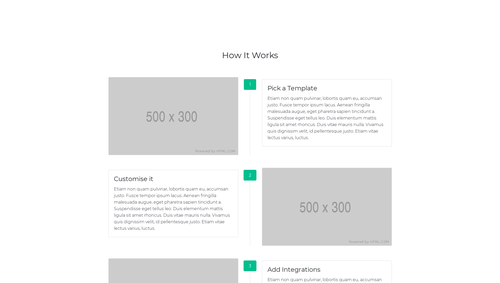 How It Works
500 x 300
Powered by HTML.COM
1
Pick a Template
Etiam non quam pulvinar, lobortis quam eu, accumsan
justo. Fusce tempor ipsum lacus. Aenean fringilla
malesuada augue, eget pharetra sapien tincidunt
a. Suspendisse eget tellus leo. Duis elementum mattis
ligula sit amet rhoncus. Duis vitae mauris nulla. Vivamus
quis dignissim velit, id pellentesque justo. Etiam vitae
lectus varius, luctus.
2
Customise it
Etiam non quam pulvinar, lobortis quam eu, accumsan
justo. Fusce tempor ipsum lacus. Aenean fringilla
malesuada augue, eget pharetra sapien tincidunt a.
Suspendisse eget tellus leo. Duis elementum mattis
ligula sit amet rhoncus. Duis vitae mauris nulla. Vivamus
quis dignissim velit, id pellentesque justo. Etiam vitae
lectus varius, luctus.
500 x 300
Powered by HTML.COM
3
Add Integrations
Etiam non quam pulvinar, lobortis quam eu, accumsan